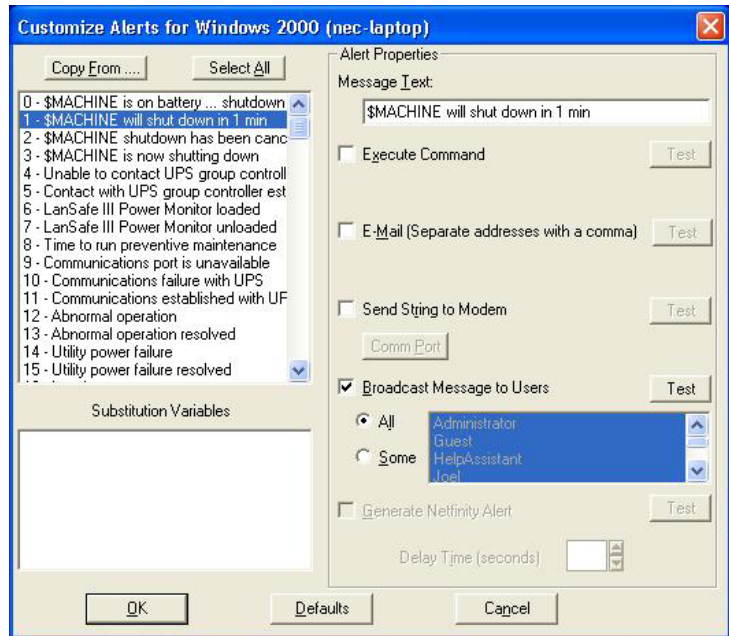 Customize Alerts for Windows 2000 (nec-laptop)
Copy From ....
Select All
0 - $MACHINE is on battery ... shutdown
1 - $MACHINE will shut down in 1 min
2 - $MACHINE shutdown has been canc
3 - $MACHINE is now shutting down
4 - Unable to contact UPS group controll
5 - Contact with UPS group controller est
6 - LanSafe III Power Monitor loaded
7 - LanSafe III Power Monitor unloaded
8 - Time to run preventive maintenance
9 - Communications port is unavailable
10 - Communications failure with UPS
11 - Communications established with UF
12 - Abnormal operation
13 - Abnormal operation resolved
14 - Utility power failure
15 - Utility power failure resolved
Substitution Variables
Alert Properties
Message Text:
$MACHINE will shut down in 1 min
Execute Command
Test
E-Mail (Separate addresses with a comma)
Test
Send String to Modem
Test
Comm Port
Broadcast Message to Users
Test
All
Some
Administrator
Guest
HelpAssistant
Joel
Generate Netfinity Alert
Test
Delay Time (seconds)
OK
Defaults
Cancel